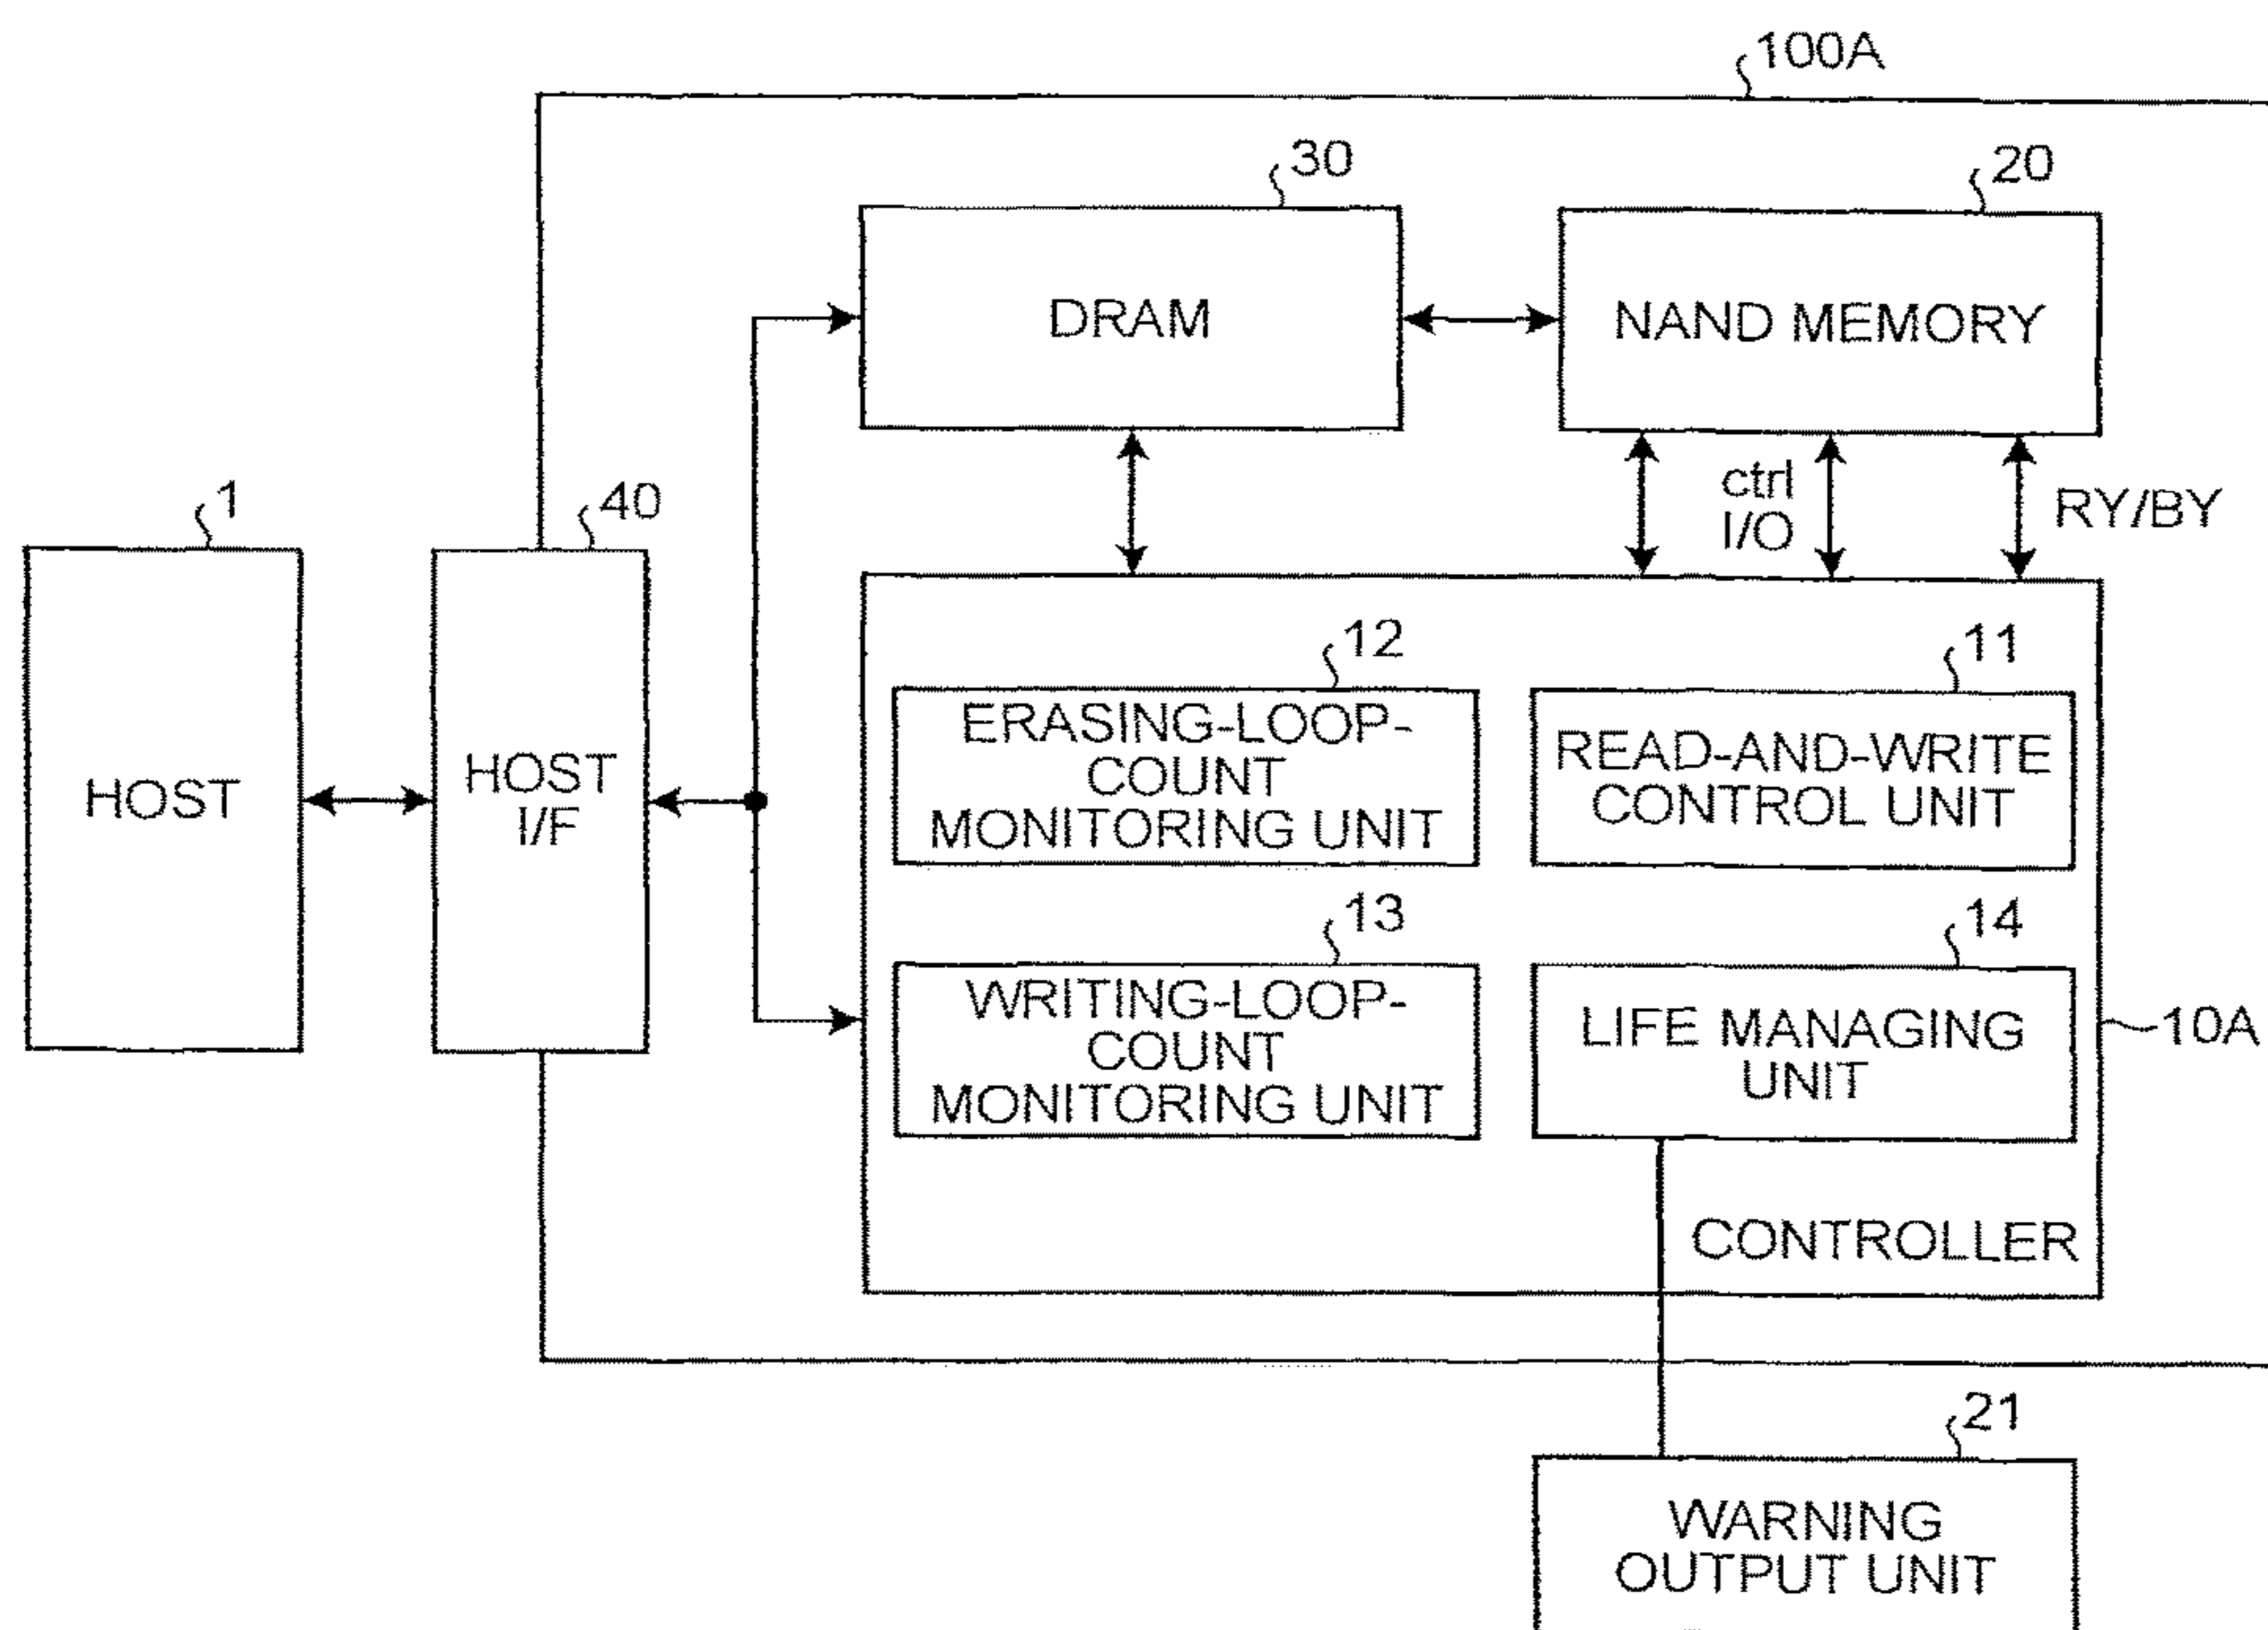 100A
30
20
DRAM
NAND MEMORY
1
40
ctrl
I/O
RY/BY
HOST
HOST
I/F
12
11
ERASING-LOOP-
COUNT
MONITORING UNIT
READ-AND-WRITE
CONTROL UNIT
13
14
WRITING-LOOP-
COUNT
MONITORING UNIT
LIFE MANAGING
UNIT
10A
CONTROLLER
21
WARNING
OUTPUT UNIT